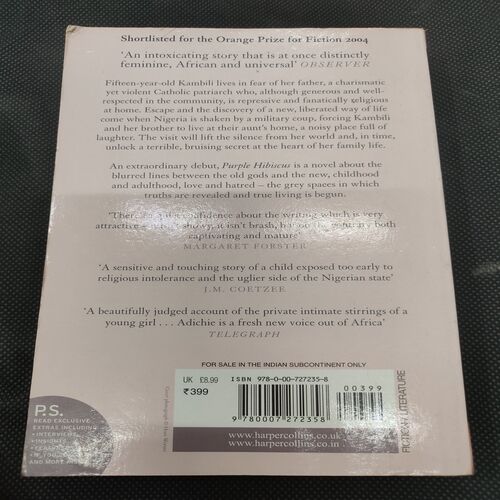 Shortlisted for the Orange Prize for Fiction 2004
'An intoxicating story that is at once distinctly
feminine, African and universal' OBSERVER
Fifteen-year-old Kambili lives in fear of her father, a charismatic
yet violent Catholic patriarch who, although generous and well-
respected in the community, is repressive and fanatically religious
at home. Escape and the discovery of a new, liberated way of life
come when Nigeria is shaken by a military coup, forcing Kambili
and her brother to live at their aunt's home, a noisy place full of
laughter. The visit will lift the silence from her world and, in time,
unlock a terrible, bruising secret at the heart of her family life.
An extraordinary debut, Purple Hibiscus is a novel about the
blurred lines between the old gods and the new, childhood
and adulthood, love and hatred – the grey spaces in which
truths are revealed and true living is begun.
'There is a confidence about the writing which is very
attractive showy, it isn't brash, but on the contrary both
captivating and mature'
MARGARET FORSTER
'A sensitive and touching story of a child exposed too early to
religious intolerance and the uglier side of the Nigerian state'
J.M. COETZEE
'A beautifully judged account of the private intimate stirrings of a
young girl . . . Adichie is a fresh new voice out of Africa'
TELEGRAPH
FOR SALE IN THE INDIAN SUBCONTINENT ONLY
UK £8.99
₹399
ISBN 978-0-00-727235-8
00399
9 780007 272358
www.harpercollins.co.uk
www.harpercollins.co.in
FICTION / LITERATURE
P.S.
READ EXCLUSIVE
EXTRAS INCLUDING
• INTERVIEWS
• INSIGHTS
AND MORE